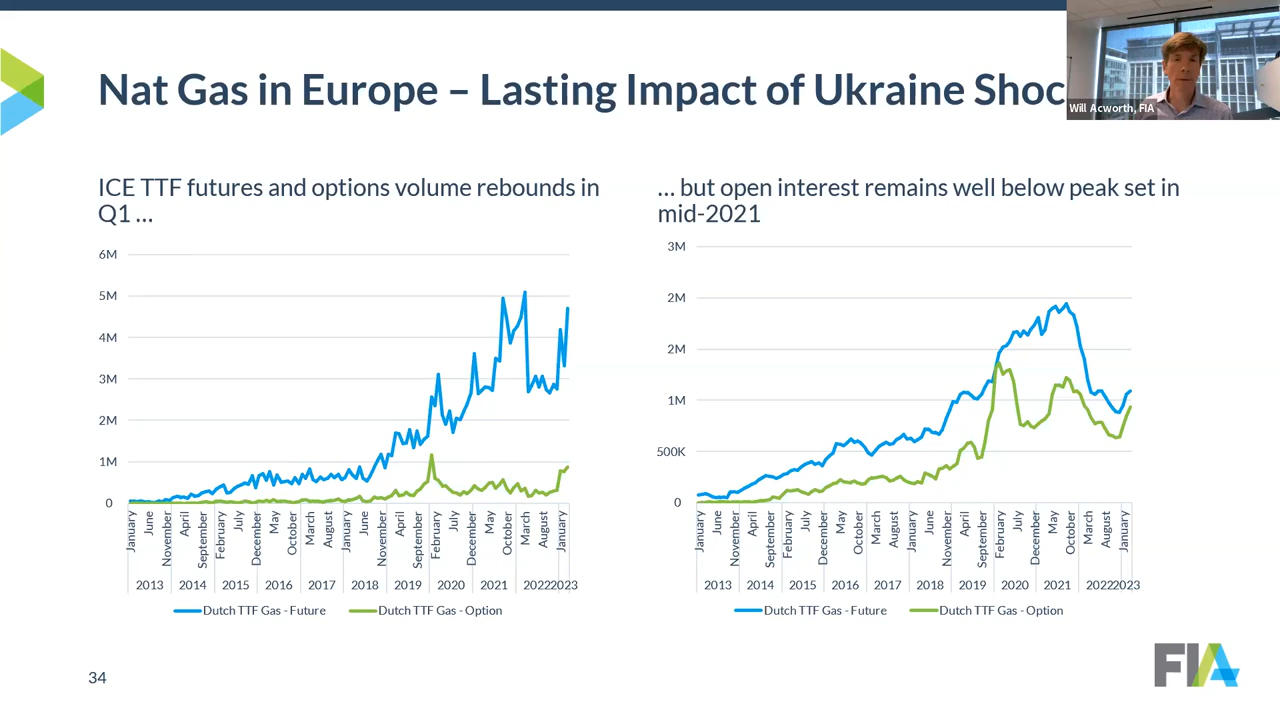 Nat Gas in Europe – Lasting Impact of Ukraine Shoc
Will Acworth, FIA
ICE TTF futures and options volume rebounds in
Q1 ...
6M
5M
4M
3M
2M
1M
0
January
June
November
April
September
February
July
December
May
October
March
August
January
June
November
April
September
February
July
December
May
October
March
August
January
2013
2014
2015
2016
2017
2018
2019
2020
2021
2022
2023
Dutch TTF Gas - Future
Dutch TTF Gas - Option
... but open interest remains well below peak set in
mid-2021
3M
2M
2M
1M
500K
0
January
June
November
April
September
February
July
December
May
October
March
August
January
June
November
April
September
February
July
December
May
October
March
August
January
2013
2014
2015
2016
2017
2018
2019
2020
2021
2022
2023
Dutch TTF Gas - Future
Dutch TTF Gas - Option
34
FIA